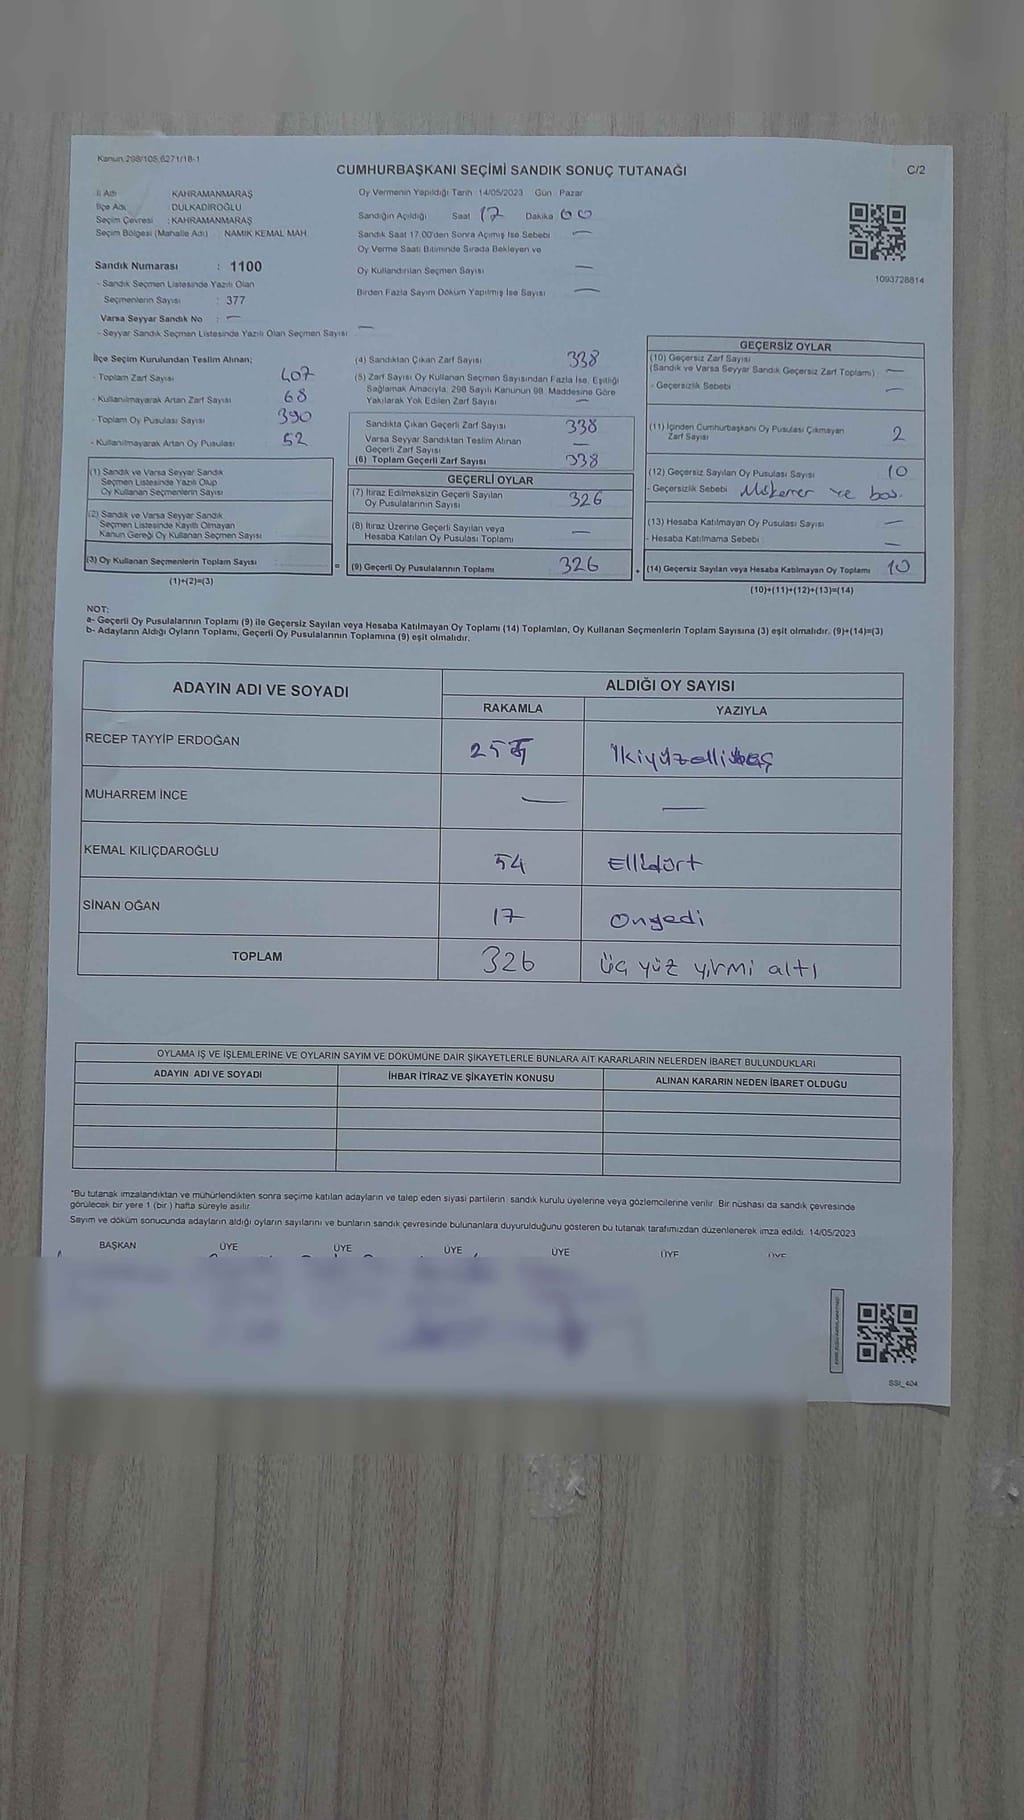 Kanun 298/105,6271/18-1
CUMHURBAŞKANI SEÇİMİ SANDIK SONUÇ TUTANAĞI
C/2
İl Adı : KAHRAMANMARAŞ
İlçe Adı : DULKADİROĞLU
Seçim Çevresi : KAHRAMANMARAŞ
Seçim Bölgesi (Mahalle Adı) : NAMIK KEMAL MAH.
Oy Vermenin Yapıldığı Tarih : 14/05/2023 Gün : Pazar
Sandığın Açıldığı Saat 17 Dakika 00
Sandık Saat 17.00'den Sonra Açılmış İse Sebebi —
Oy Verme Saati Bitiminde Sırada Bekleyen ve
Oy Kullandırılan Seçmen Sayısı —
Birden Fazla Sayım Döküm Yapılmış İse Sayısı —
1093728814
Sandık Numarası : 1100
- Sandık Seçmen Listesinde Yazılı Olan
Seçmenlerin Sayısı : 377
Varsa Seyyar Sandık No : —
- Seyyar Sandık Seçmen Listesinde Yazılı Olan Seçmen Sayısı —
İlçe Seçim Kurulundan Teslim Alınan;
- Toplam Zarf Sayısı 407
- Kullanılmayarak Artan Zarf Sayısı 68
- Toplam Oy Pusulası Sayısı 390
- Kullanılmayarak Artan Oy Pusulası 52
(1) Sandık ve Varsa Seyyar Sandık
Seçmen Listesinde Yazılı Olup
Oy Kullanan Seçmenlerin Sayısı
(2) Sandık ve Varsa Seyyar Sandık
Seçmen Listesinde Kayıtlı Olmayan
Kanun Gereği Oy Kullanan Seçmen Sayısı
(3) Oy Kullanan Seçmenlerin Toplam Sayısı
(1)+(2)=(3)
(4) Sandıktan Çıkan Zarf Sayısı 338
(5) Zarf Sayısı Oy Kullanan Seçmen Sayısından Fazla İse, Eşitliği
Sağlamak Amacıyla, 298 Sayılı Kanunun 98. Maddesine Göre
Yakılarak Yok Edilen Zarf Sayısı —
Sandıkta Çıkan Geçerli Zarf Sayısı 338
Varsa Seyyar Sandıktan Teslim Alınan
Geçerli Zarf Sayısı —
(6) Toplam Geçerli Zarf Sayısı 338
GEÇERLİ OYLAR
(7) İtiraz Edilmeksizin Geçerli Sayılan
Oy Pusulalarının Sayısı 326
(8) İtiraz Üzerine Geçerli Sayılan veya
Hesaba Katılan Oy Pusulası Toplamı —
= (9) Geçerli Oy Pusulalarının Toplamı 326 +
GEÇERSİZ OYLAR
(10) Geçersiz Zarf Sayısı
(Sandık ve Varsa Seyyar Sandık Geçersiz Zarf Toplamı) —
- Geçersizlik Sebebi —
(11) İçinden Cumhurbaşkanı Oy Pusulası Çıkmayan
Zarf Sayısı 2
(12) Geçersiz Sayılan Oy Pusulası Sayısı 10
- Geçersizlik Sebebi ve boş.
(13) Hesaba Katılmayan Oy Pusulası Sayısı —
- Hesaba Katılmama Sebebi —
(14) Geçersiz Sayılan veya Hesaba Katılmayan Oy Toplamı 10
(10)+(11)+(12)+(13)=(14)
NOT:
a- Geçerli Oy Pusulalarının Toplamı (9) ile Geçersiz Sayılan veya Hesaba Katılmayan Oy Toplamı (14) Toplamları, Oy Kullanan Seçmenlerin Toplam Sayısına (3) eşit olmalıdır. (9)+(14)=(3)
b- Adayların Aldığı Oyların Toplamı, Geçerli Oy Pusulalarının Toplamına (9) eşit olmalıdır.
ADAYIN ADI VE SOYADI
ALDIĞI OY SAYISI
RAKAMLA YAZIYLA
RECEP TAYYİP ERDOĞAN 255 İkiyüzellibeş
MUHARREM İNCE — —
KEMAL KILIÇDAROĞLU 54 Ellidört
SİNAN OĞAN 17 Onyedi
TOPLAM 326 üç yüz yirmi altı
OYLAMA İŞ VE İŞLEMLERİNE VE OYLARIN SAYIM VE DÖKÜMÜNE DAİR ŞİKAYETLERLE BUNLARA AİT KARARLARIN NELERDEN İBARET BULUNDUKLARI
ADAYIN ADI VE SOYADI İHBAR İTİRAZ VE ŞİKAYETİN KONUSU ALINAN KARARIN NEDEN İBARET OLDUĞU
*Bu tutanak imzalandıktan ve mühürlendikten sonra seçime katılan adayların ve talep eden siyasi partilerin sandık kurulu üyelerine veya gözlemcilerine verilir. Bir nüshası da sandık çevresinde
görülecek bir yere 1 (bir) hafta süreyle asılır.
Sayım ve döküm sonucunda adayların aldığı oyların sayılarını ve bunların sandık çevresinde bulunanlara duyurulduğunu gösteren bu tutanak tarafımızdan düzenlenerek imza edildi. 14/05/2023
BAŞKAN ÜYE ÜYE ÜYE ÜYE ÜYE ÜYE
SSI_404